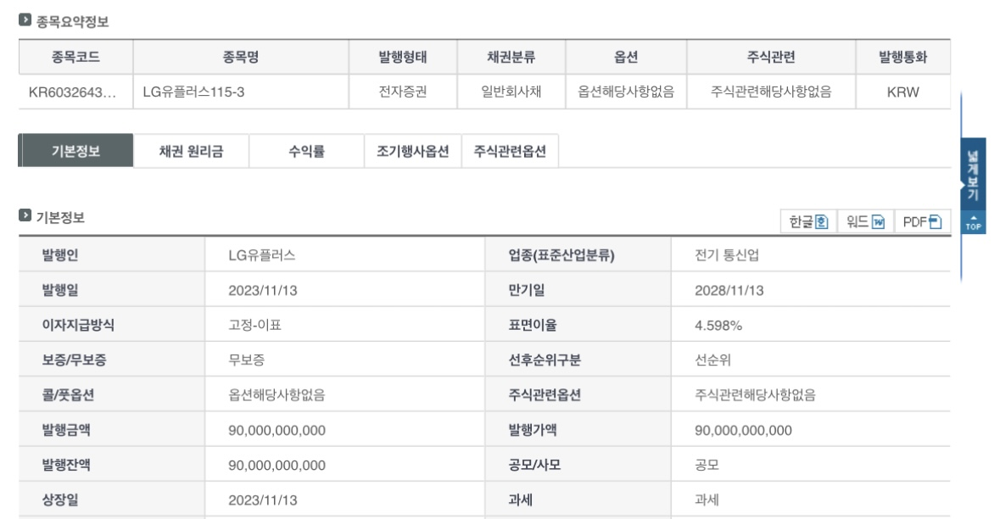 종목요약정보
종목코드 종목명 발행형태 채권분류 옵션 주식관련 발행통화
KR6032643... LG유플러스115-3 전자증권 일반회사채 옵션해당사항없음 주식관련해당사항없음 KRW
기본정보 채권 원리금 수익률 조기행사옵션 주식관련옵션
넓게보기
TOP
기본정보
한글 워드 PDF
발행인 LG유플러스 업종(표준산업분류) 전기 통신업
발행일 2023/11/13 만기일 2028/11/13
이자지급방식 고정-이표 표면이율 4.598%
보증/무보증 무보증 선후순위구분 선순위
콜/풋옵션 옵션해당사항없음 주식관련옵션 주식관련해당사항없음
발행금액 90,000,000,000 발행가액 90,000,000,000
발행잔액 90,000,000,000 공모/사모 공모
상장일 2023/11/13 과세 과세